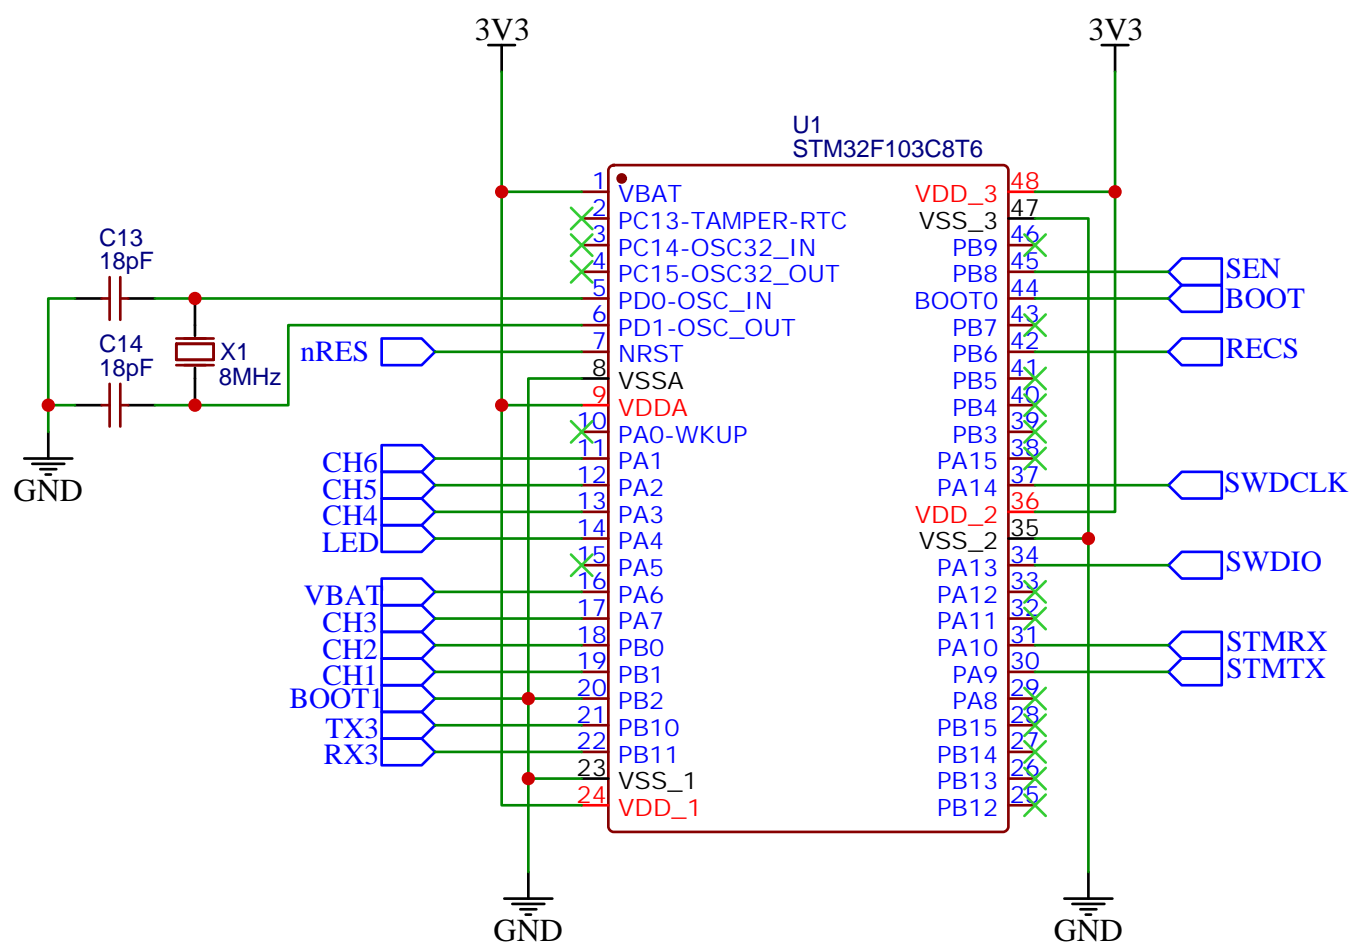 3V3
3V3
U1
STM32F103C8T6
C13
18pF
C14
18pF
X1
8MHz
GND
nRES
CH6
CH5
CH4
LED
VBAT
CH3
CH2
CH1
BOOT1
TX3
RX3
1 VBAT
2 PC13-TAMPER-RTC
3 PC14-OSC32_IN
4 PC15-OSC32_OUT
5 PD0-OSC_IN
6 PD1-OSC_OUT
7 NRST
8 VSSA
9 VDDA
10 PA0-WKUP
11 PA1
12 PA2
13 PA3
14 PA4
15 PA5
16 PA6
17 PA7
18 PB0
19 PB1
20 PB2
21 PB10
22 PB11
23 VSS_1
24 VDD_1
VDD_3 48
VSS_3 47
PB9 46
PB8 45
BOOT0 44
PB7 43
PB6 42
PB5 41
PB4 40
PB3 39
PA15 38
PA14 37
VDD_2 36
VSS_2 35
PA13 34
PA12 33
PA11 32
PA10 31
PA9 30
PA8 29
PB15 28
PB14 27
PB13 26
PB12 25
SEN
BOOT
RECS
SWDCLK
SWDIO
STMRX
STMTX
GND
GND